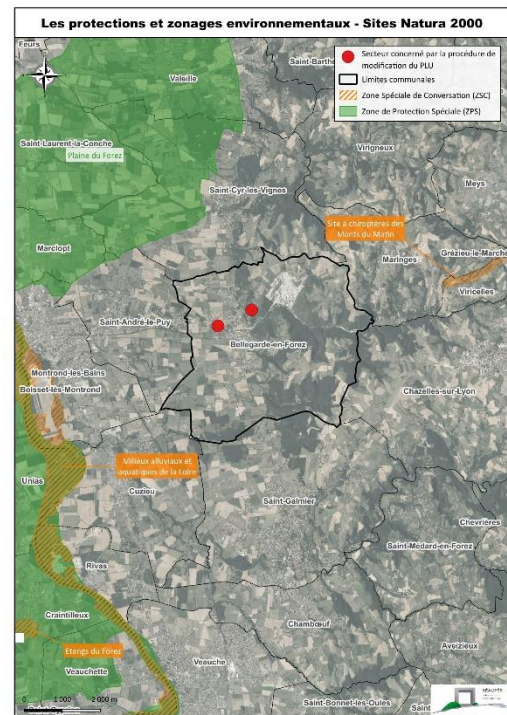 Les protections et zonages environnementaux - Sites Natura 2000
Secteur concerné par la procédure de
modification du PLU
Limites communales
Zone Spéciale de Conversation (ZSC)
Zone de Protection Spéciale (ZPS)
Feurs
Valeille
Saint-Barthé
Saint-Laurent-la-Conche
Plaine du Forez
Virigneux
Meys
Saint-Cyr-les-Vignes
Site à chiroptères des
Monts du Matin
Marclopt
Maringes
Grézieu-le-Marché
Viricelles
Saint-André-le-Puy
Bellegarde-en-Forez
Montrond-les-Bains
Boisset-lès-Montrond
Chazelles-sur-Lyon
Milieux alluviaux et
aquatiques de la Loire
Unias
Cuzieu
Saint-Galmier
Chevrières
Saint-Médard-en-Forez
Rivas
Craintilleux
Chambœuf
Etangs du Forez
Veauche
Aveizieux
Veauchette
0 1 000 2 000 m
Saint-Bonnet-les-Oules
Saint
RÉALITÉS